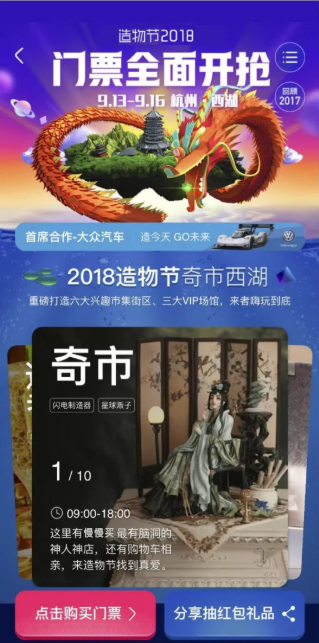 造物节2018
门票全面开抢
9.13-9.16 杭州·西湖
回顾
2017
首席合作-大众汽车 造今天 GO未来
2018造物节奇市西湖
重磅打造六大兴趣市集街区、三大VIP场馆，来者嗨玩到底
奇市
闪电制造器 星球贩子
1/10
09:00-18:00
这里有慢慢买最有脑洞的
神人神店，还有购物车相
亲，来造物节找到真爱。
点击购买门票
分享抽红包礼品